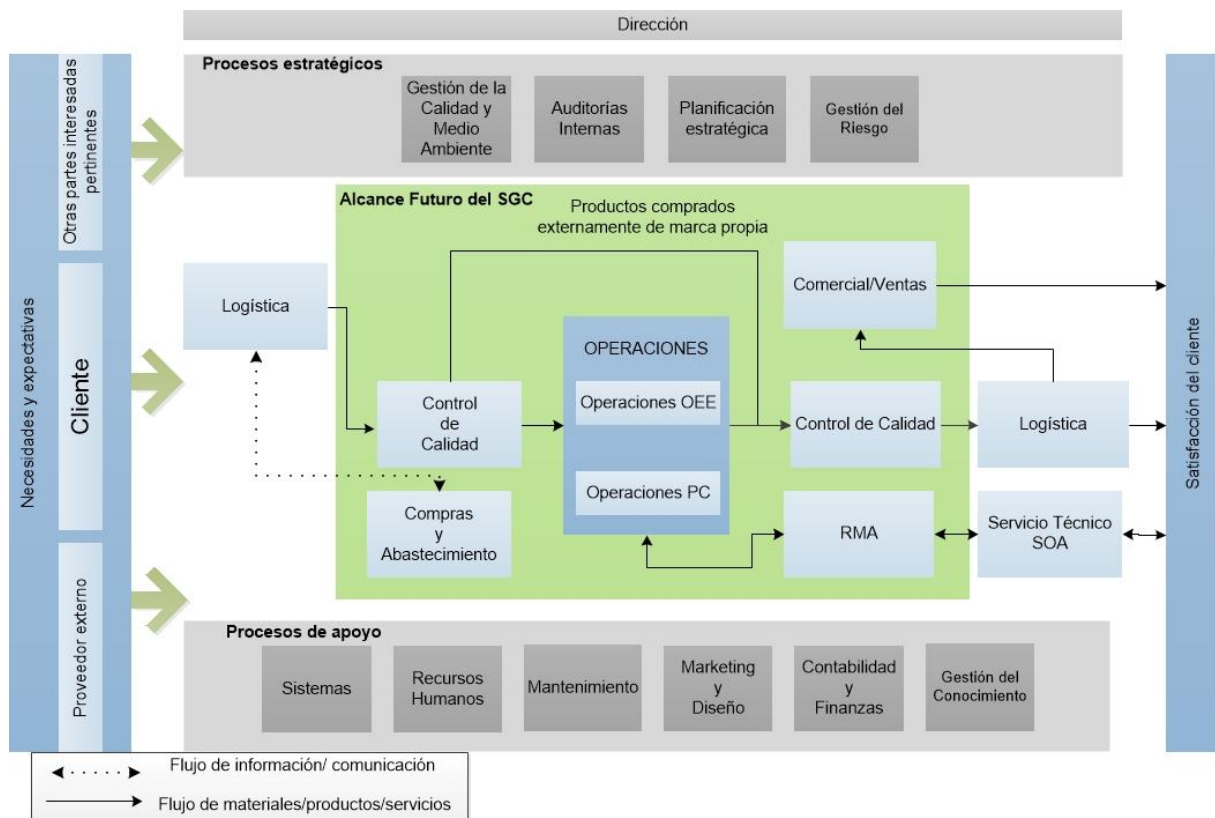 Dirección
Procesos estratégicos
Gestión de la
Calidad y
Medio
Ambiente
Auditorías
Internas
Planificación
estratégica
Gestión del
Riesgo
Necesidades y expectativas
Otras partes interesadas
pertinentes
Cliente
Proveedor externo
Alcance Futuro del SGC
Productos comprados
externamente de marca propia
Logística
Control
de
Calidad
Compras
y
Abastecimiento
OPERACIONES
Operaciones OEE
Operaciones PC
Comercial/Ventas
Control de Calidad
RMA
Logística
Servicio Técnico
SOA
Satisfacción del cliente
Procesos de apoyo
Sistemas
Recursos
Humanos
Mantenimiento
Marketing
y
Diseño
Contabilidad
y
Finanzas
Gestión del
Conocimiento
Flujo de información/ comunicación
Flujo de materiales/productos/servicios